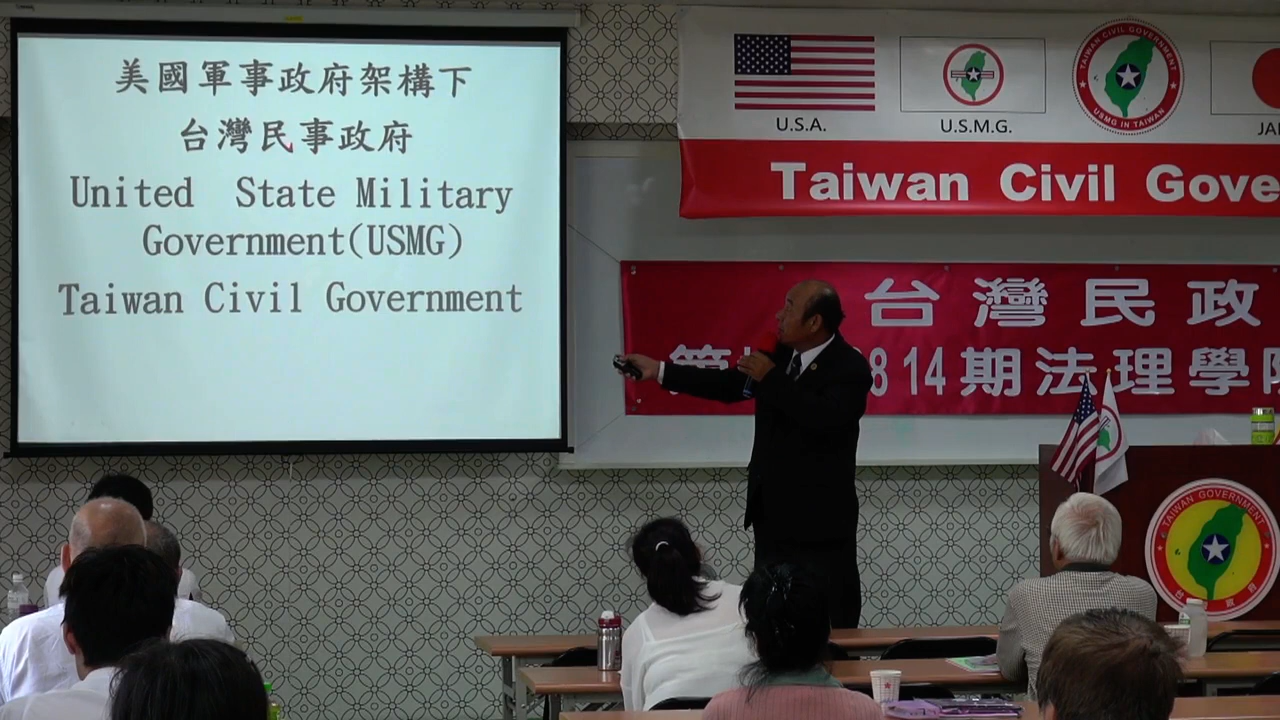 美國軍事政府架構下
台灣民事政府
United State Military
Government(USMG)
Taiwan Civil Government
U.S.A.
U.S.M.G.
TAIWAN CIVIL GOVERNMENT
USMG IN TAIWAN
Taiwan Civil
台灣民政
14期法理學
TAIWAN GOVERNMENT